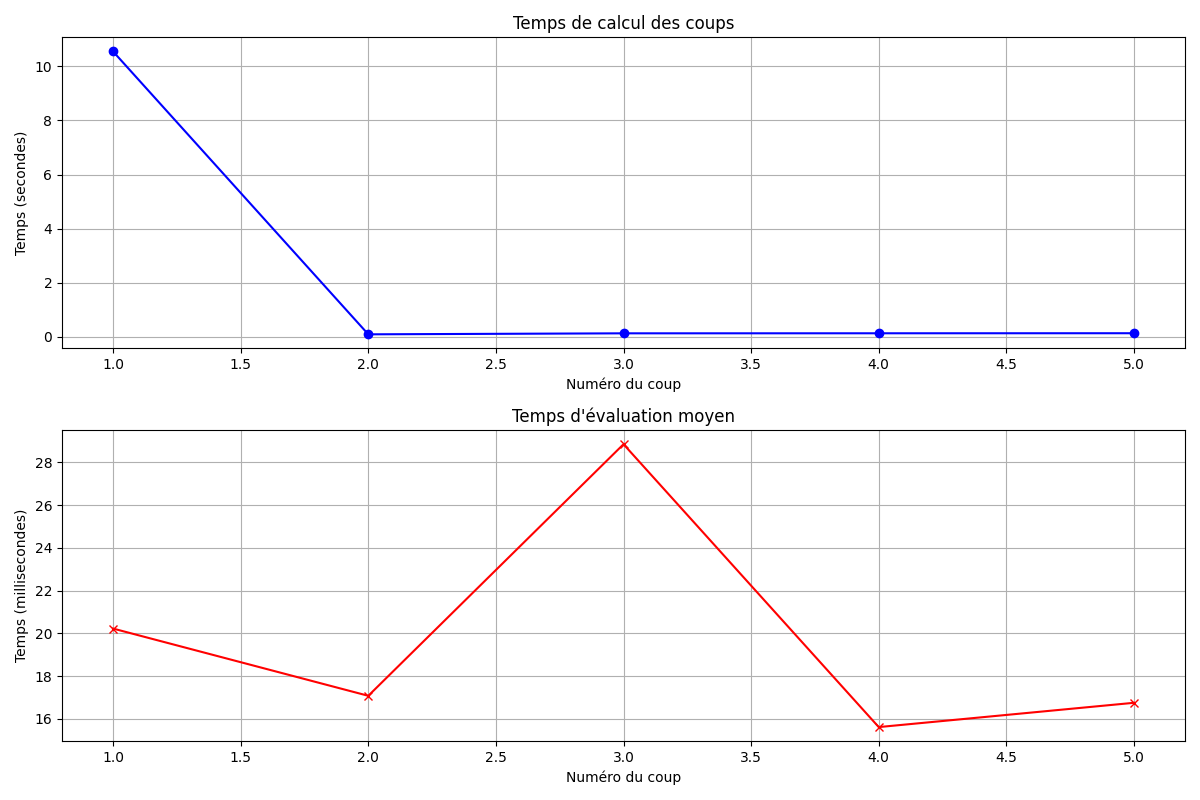 Temps de calcul des coups
10
8
6
4
2
0
Temps (secondes)
1.0 1.5 2.0 2.5 3.0 3.5 4.0 4.5 5.0
Numéro du coup
Temps d'évaluation moyen
28
26
24
22
20
18
16
Temps (millisecondes)
1.0 1.5 2.0 2.5 3.0 3.5 4.0 4.5 5.0
Numéro du coup